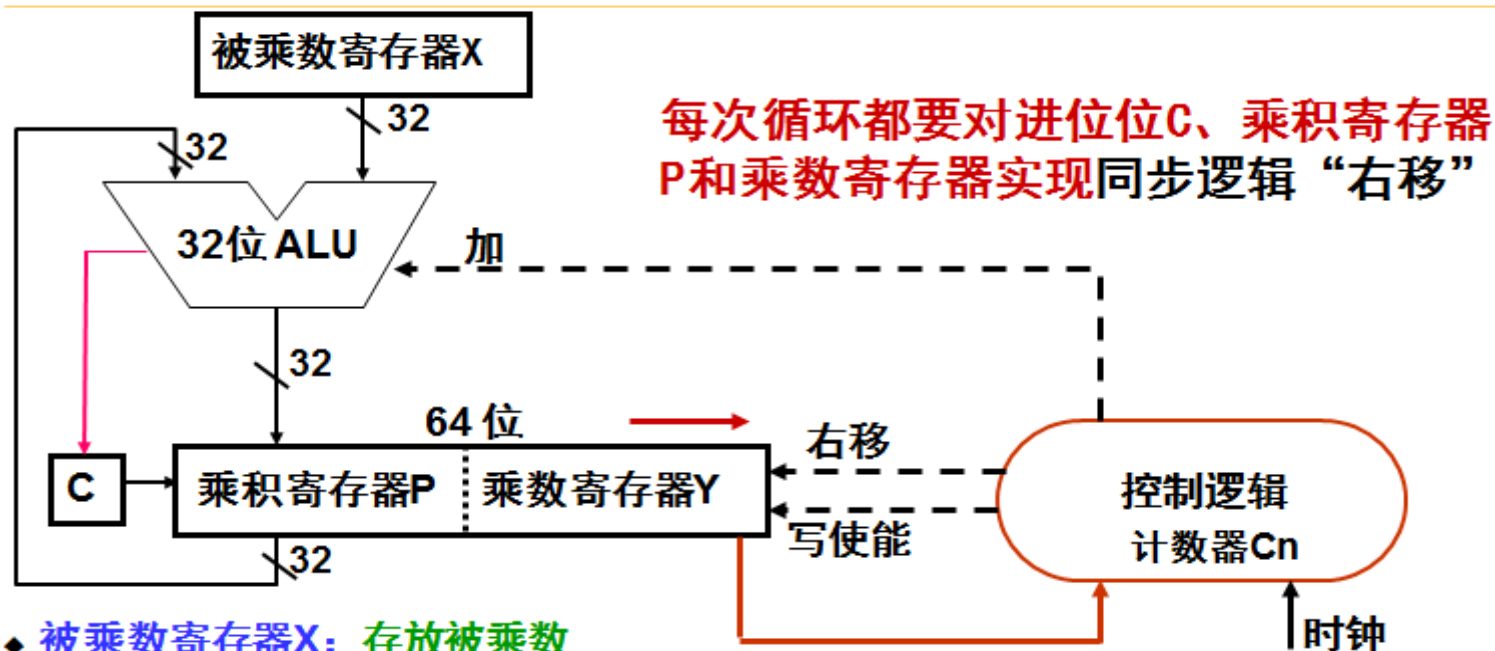 被乘数寄存器X
32
32
每次循环都要对进位位C、乘积寄存器
P和乘数寄存器实现同步逻辑“右移”
32位 ALU
加
32
64 位
右移
C
乘积寄存器P
乘数寄存器Y
控制逻辑
计数器Cn
写使能
32
时钟
◆ 被乘数寄存器X：存放被乘数